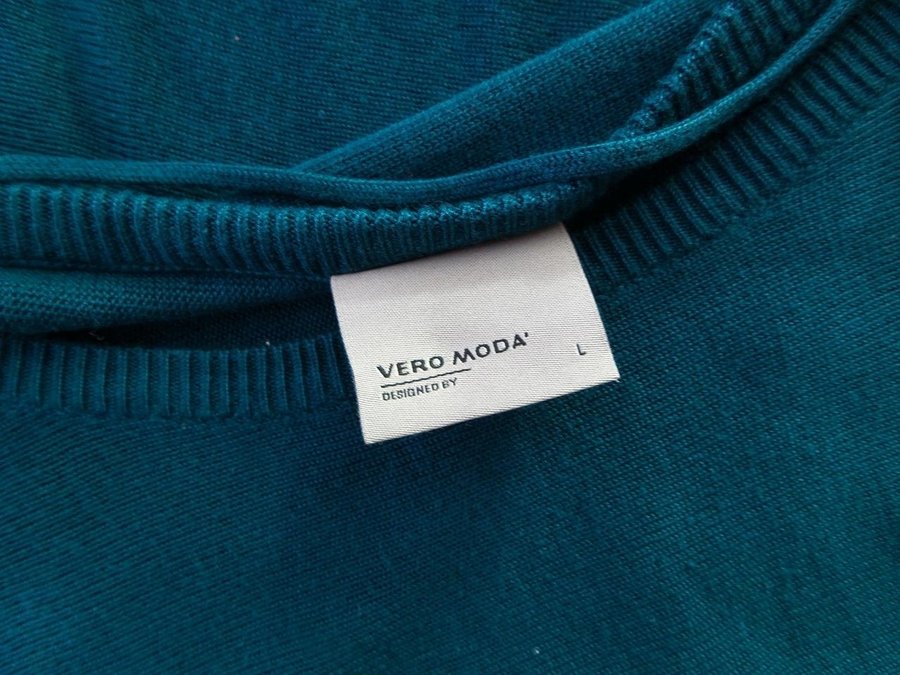 VERO MODA'
L
DESIGNED BY